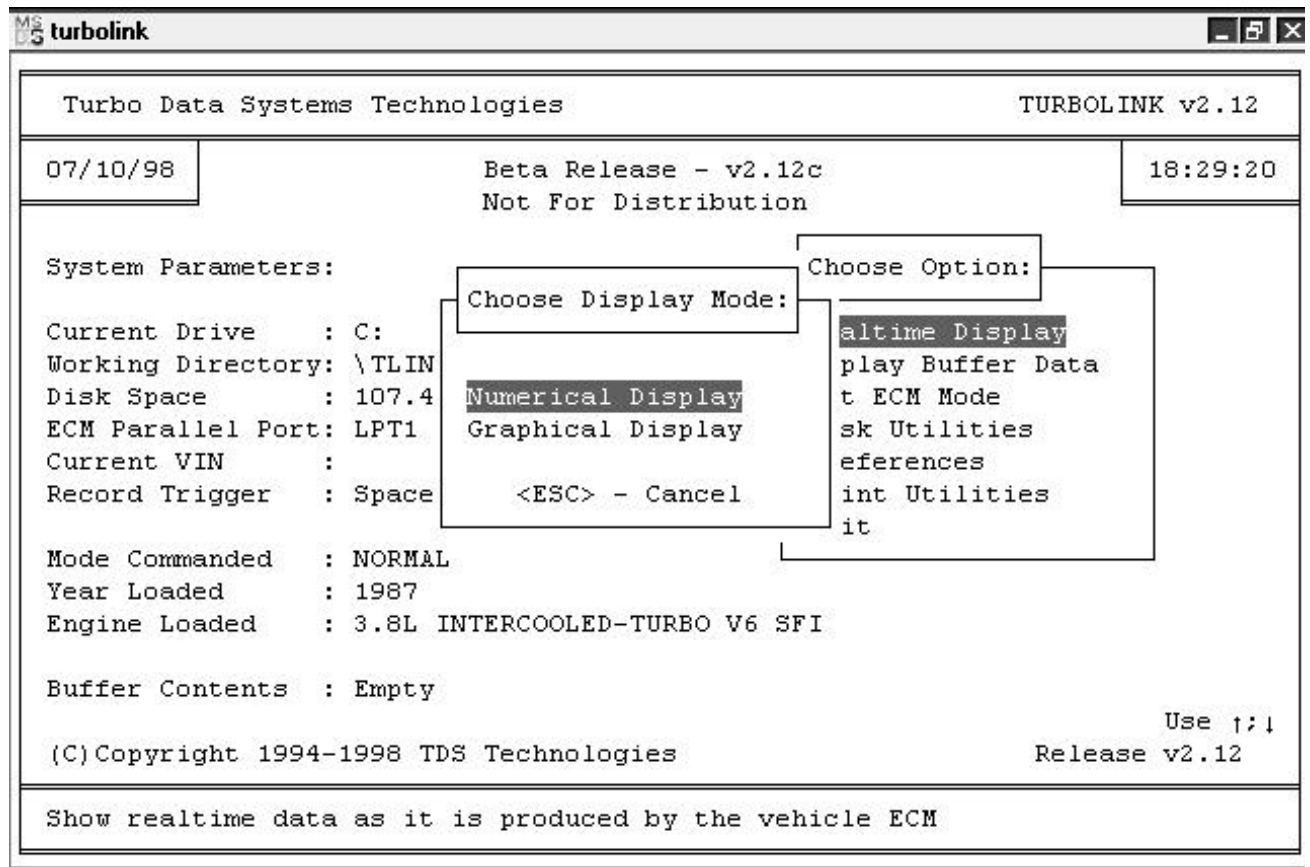 turbolink
Turbo Data Systems Technologies TURBOLINK v2.12
07/10/98 Beta Release - v2.12c 18:29:20
Not For Distribution
System Parameters: Choose Option:
Choose Display Mode:
Current Drive : C: altime Display
Working Directory: \TLIN play Buffer Data
Disk Space : 107.4 Numerical Display t ECM Mode
ECM Parallel Port: LPT1 Graphical Display sk Utilities
Current VIN : eferences
Record Trigger : Space <ESC> - Cancel int Utilities
it
Mode Commanded : NORMAL
Year Loaded : 1987
Engine Loaded : 3.8L INTERCOOLED-TURBO V6 SFI
Buffer Contents : Empty
Use ↑;↓
(C)Copyright 1994-1998 TDS Technologies Release v2.12
Show realtime data as it is produced by the vehicle ECM